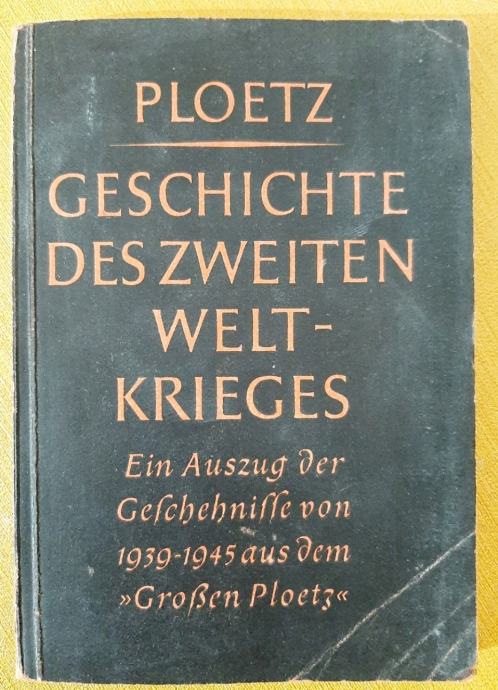 PLOETZ
GESCHICHTE
DES ZWEITEN
WELT-
KRIEGES
Ein Auszug der
Geſchehniſſe von
1939-1945 aus dem
»Großen Ploetz«